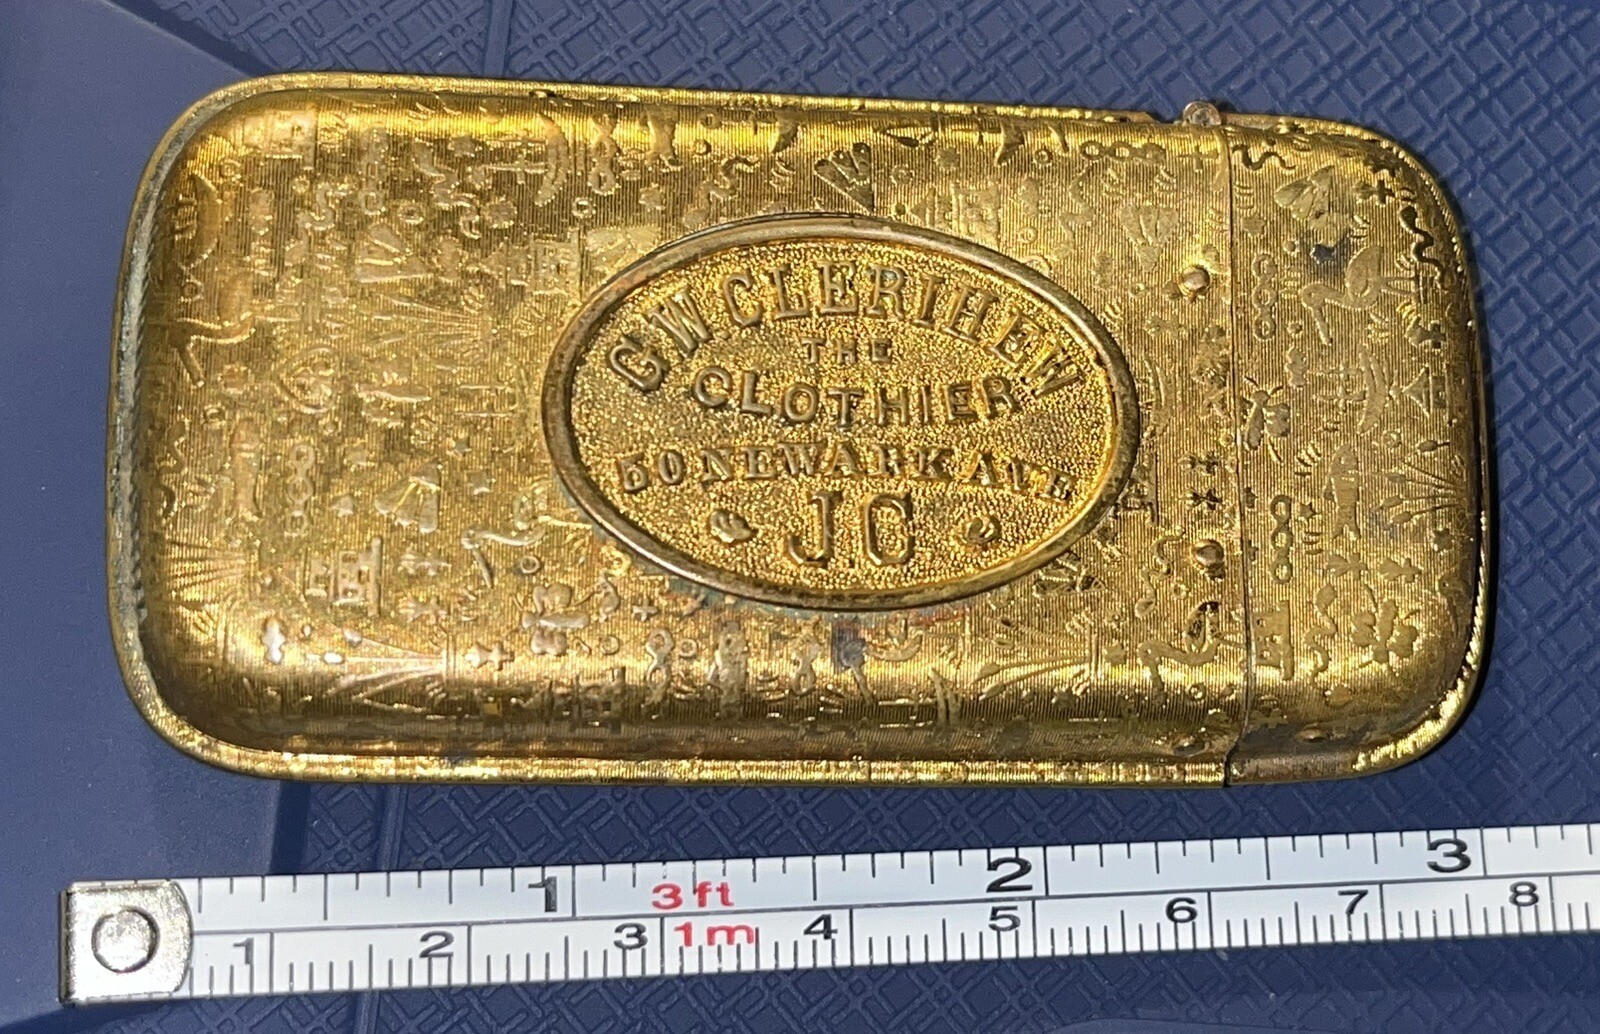 G.W.CLERIHEW
THE
CLOTHIER
50 NEWARK AVE
J.C
1 3ft 2 3
1 2 3 1m 4 5 6 7 8